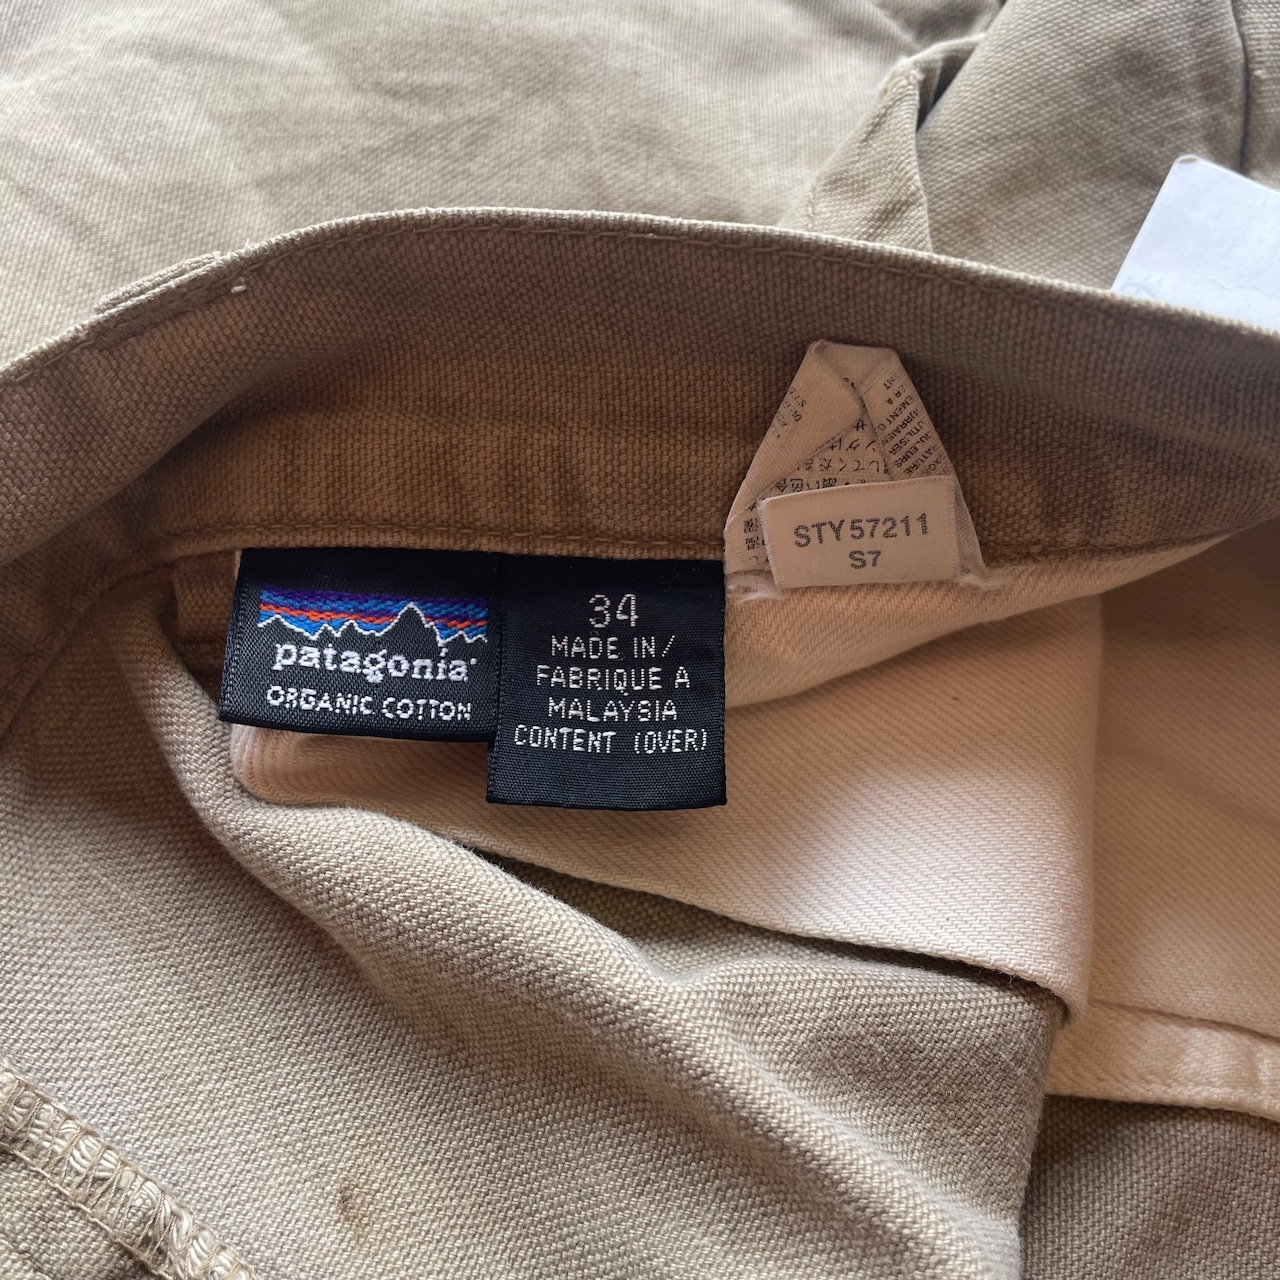 patagonia
ORGANIC COTTON
34
MADE IN/
FABRIQUE A
MALAYSIA
CONTENT (OVER)
STY57211
S7